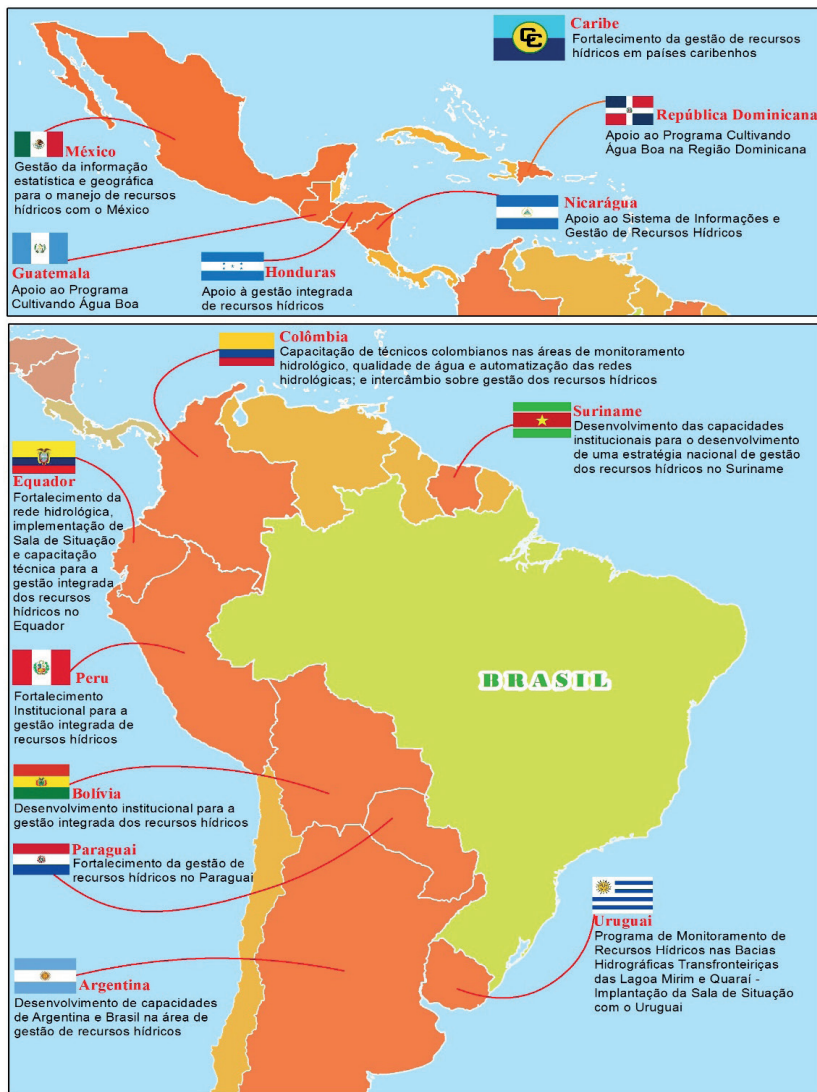 Caribe
Fortalecimento da gestão de recursos
hídricos em países caribenhos
República Dominicana
Apoio ao Programa Cultivando
Água Boa na Região Dominicana
México
Gestão da informação
estatística e geográfica
para o manejo de recursos
hídricos com o México
Nicarágua
Apoio ao Sistema de Informações e
Gestão de Recursos Hídricos
Guatemala
Apoio ao Programa
Cultivando Água Boa
Honduras
Apoio à gestão integrada
de recursos hídricos
Colômbia
Capacitação de técnicos colombianos nas áreas de monitoramento
hidrológico, qualidade de água e automatização das redes
hidrológicas; e intercâmbio sobre gestão dos recursos hídricos
Suriname
Desenvolvimento das capacidades
institucionais para o desenvolvimento
de uma estratégia nacional de gestão
dos recursos hídricos no Suriname
Equador
Fortalecimento da
rede hidrológica,
implementação de
Sala de Situação
e capacitação
técnica para a
gestão integrada
dos recursos
hídricos no
Equador
BRASIL
Peru
Fortalecimento
Institucional para a
gestão integrada de
recursos hídricos
Bolívia
Desenvolvimento institucional para a
gestão integrada dos recursos hídricos
Paraguai
Fortalecimento da gestão de
recursos hídricos no Paraguai
Uruguai
Programa de Monitoramento de
Recursos Hídricos nas Bacias
Hidrográficas Transfronteiriças
das Lagoa Mirim e Quaraí -
Implantação da Sala de Situação
com o Uruguai
Argentina
Desenvolvimento de capacidades
de Argentina e Brasil na área de
gestão de recursos hídricos